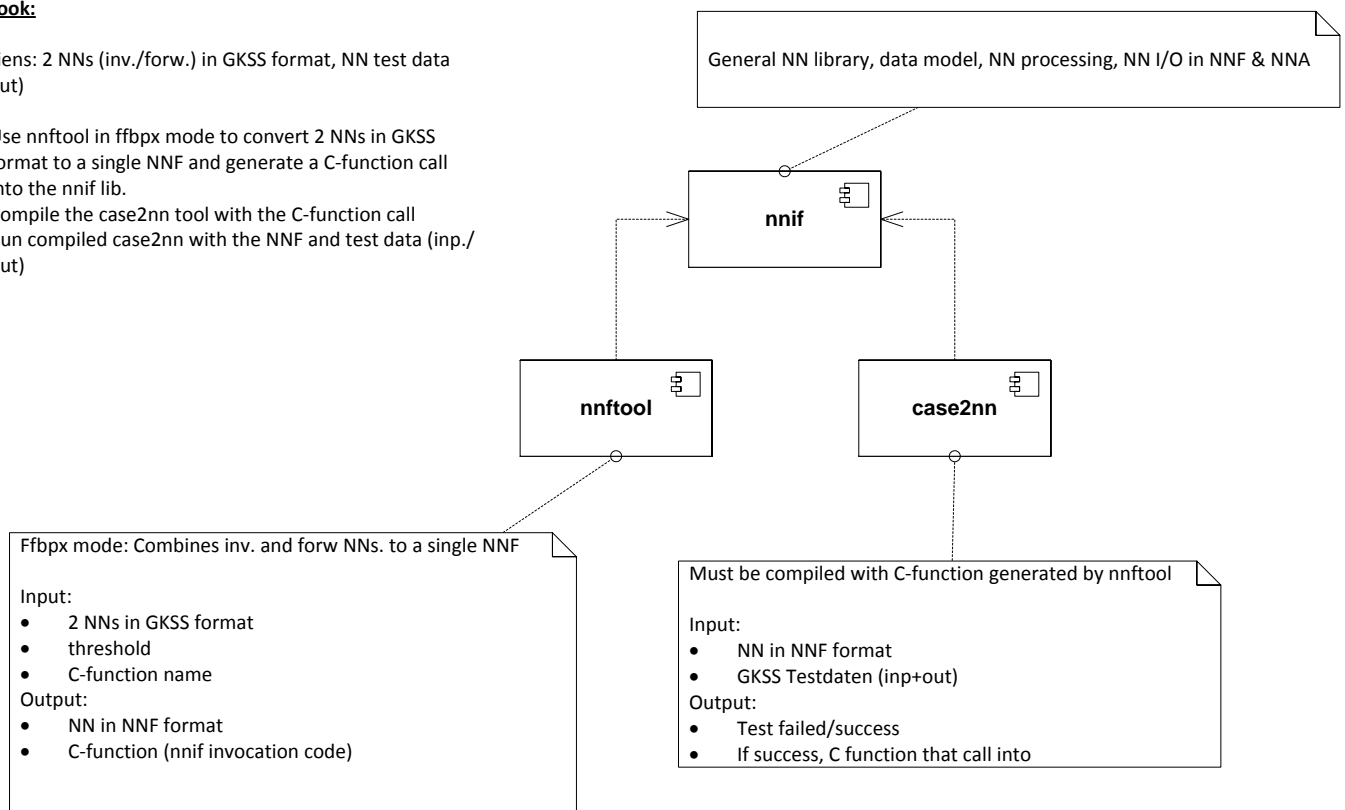 ook:
iens: 2 NNs (inv./forw.) in GKSS format, NN test data
ut)
se nnftool in ffbpx mode to convert 2 NNs in GKSS
ormat to a single NNF and generate a C-function call
nto the nnif lib.
ompile the case2nn tool with the C-function call
un compiled case2nn with the NNF and test data (inp./
ut)
General NN library, data model, NN processing, NN I/O in NNF & NNA
nnif
nnftool
case2nn
Ffbpx mode: Combines inv. and forw NNs. to a single NNF
Input:
• 2 NNs in GKSS format
• threshold
• C-function name
Output:
• NN in NNF format
• C-function (nnif invocation code)
Must be compiled with C-function generated by nnftool
Input:
• NN in NNF format
• GKSS Testdaten (inp+out)
Output:
• Test failed/success
• If success, C function that call into